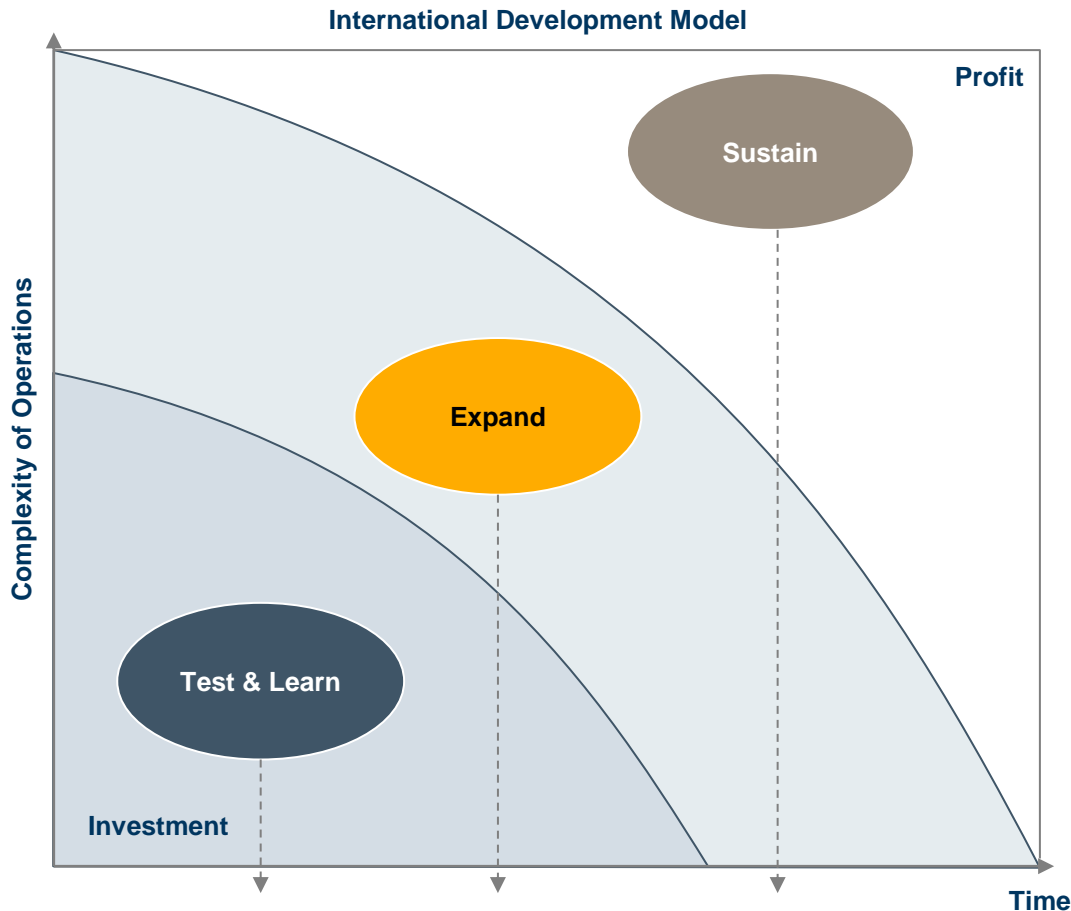 International Development Model
Profit
Sustain
Complexity of Operations
Expand
Test & Learn
Investment
Time